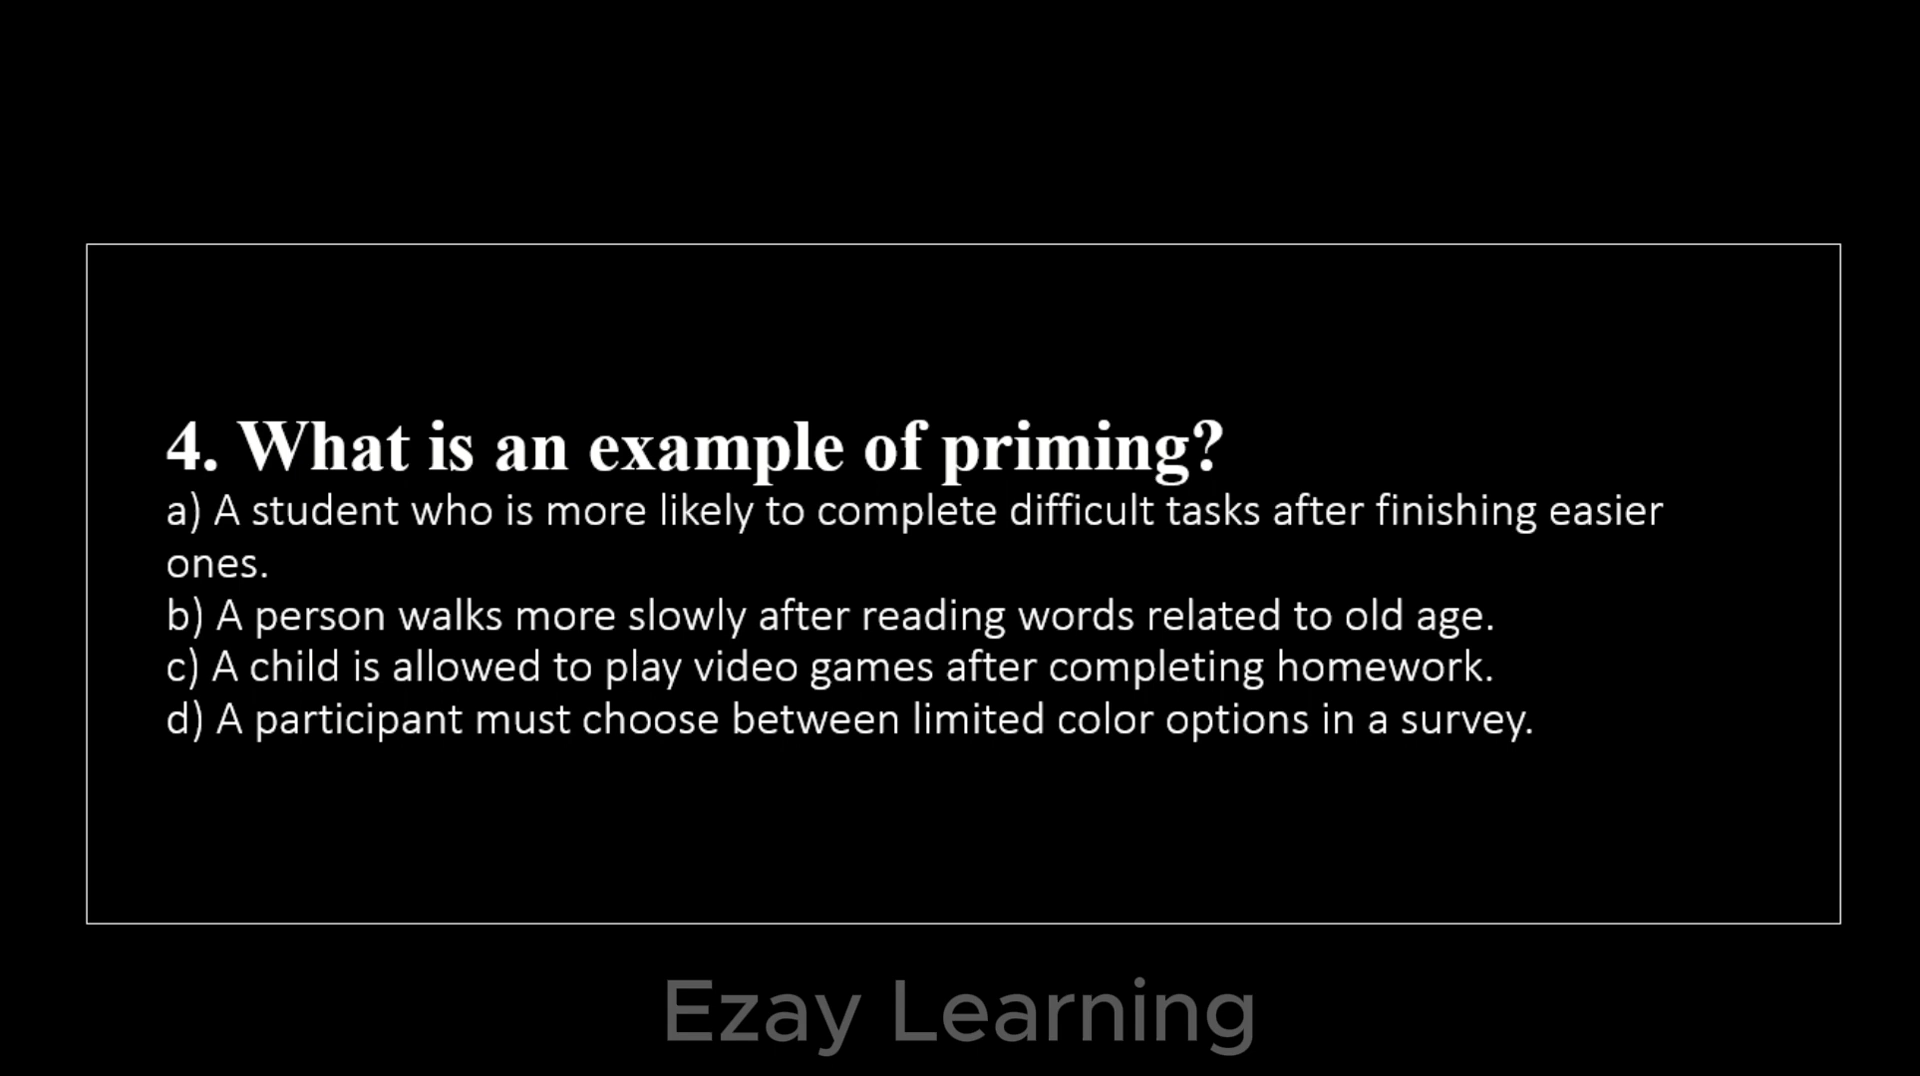 4. What is an example of priming?
a) A student who is more likely to complete difficult tasks after finishing easier
ones.
b) A person walks more slowly after reading words related to old age.
c) A child is allowed to play video games after completing homework.
d) A participant must choose between limited color options in a survey.
Ezay Learning